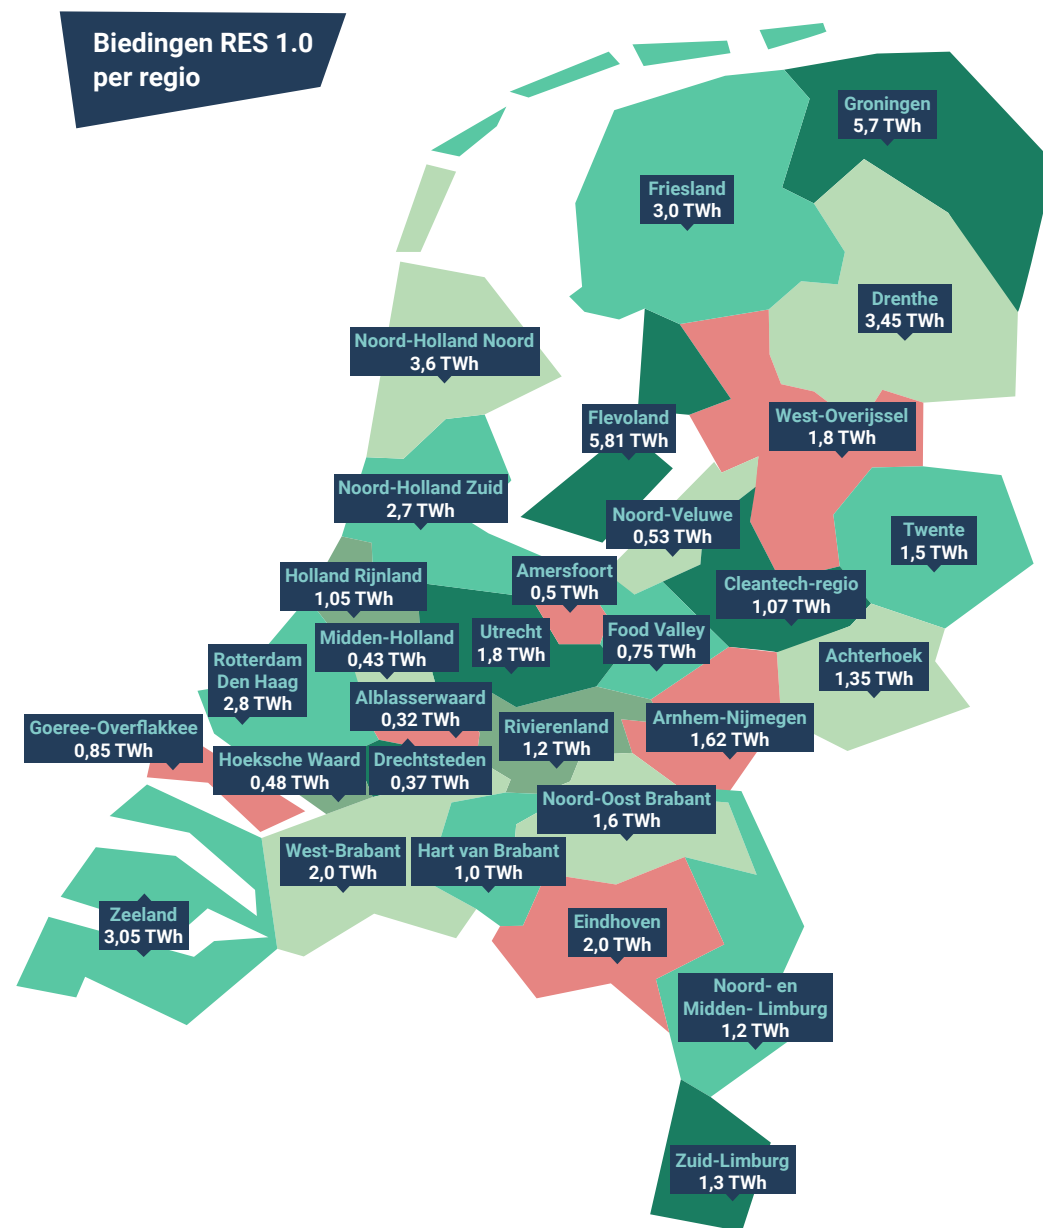 Biedingen RES 1.0
per regio
Groningen
5,7 TWh
Friesland
3,0 TWh
Drenthe
3,45 TWh
Noord-Holland Noord
3,6 TWh
Flevoland
5,81 TWh
West-Overijssel
1,8 TWh
Noord-Holland Zuid
2,7 TWh
Noord-Veluwe
0,53 TWh
Twente
1,5 TWh
Holland Rijnland
1,05 TWh
Amersfoort
0,5 TWh
Cleantech-regio
1,07 TWh
Midden-Holland
0,43 TWh
Utrecht
1,8 TWh
Food Valley
0,75 TWh
Rotterdam
Den Haag
2,8 TWh
Achterhoek
1,35 TWh
Alblasserwaard
0,32 TWh
Goeree-Overflakkee
0,85 TWh
Rivierenland
1,2 TWh
Arnhem-Nijmegen
1,62 TWh
Hoeksche Waard
0,48 TWh
Drechtsteden
0,37 TWh
Noord-Oost Brabant
1,6 TWh
West-Brabant
2,0 TWh
Hart van Brabant
1,0 TWh
Zeeland
3,05 TWh
Eindhoven
2,0 TWh
Noord- en
Midden- Limburg
1,2 TWh
Zuid-Limburg
1,3 TWh